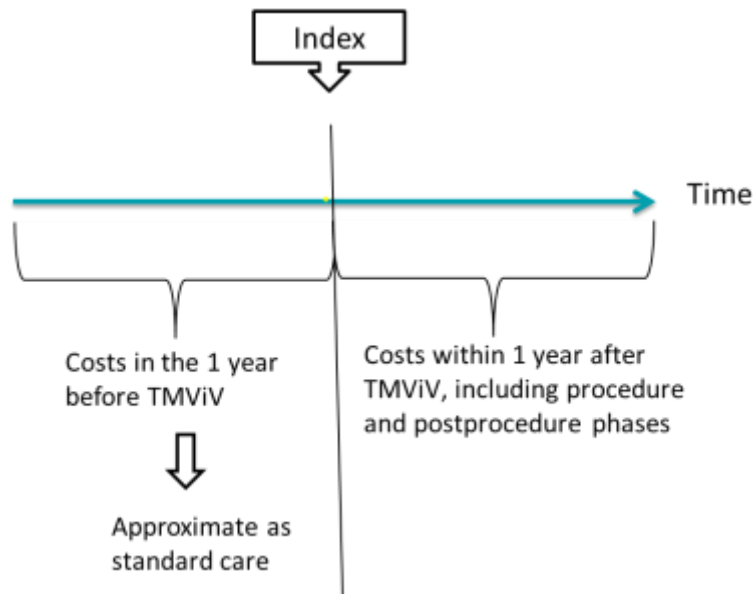 Index
Time
Costs in the 1 year
before TMViV
Costs within 1 year after
TMViV, including procedure
and postprocedure phases
Approximate as
standard care